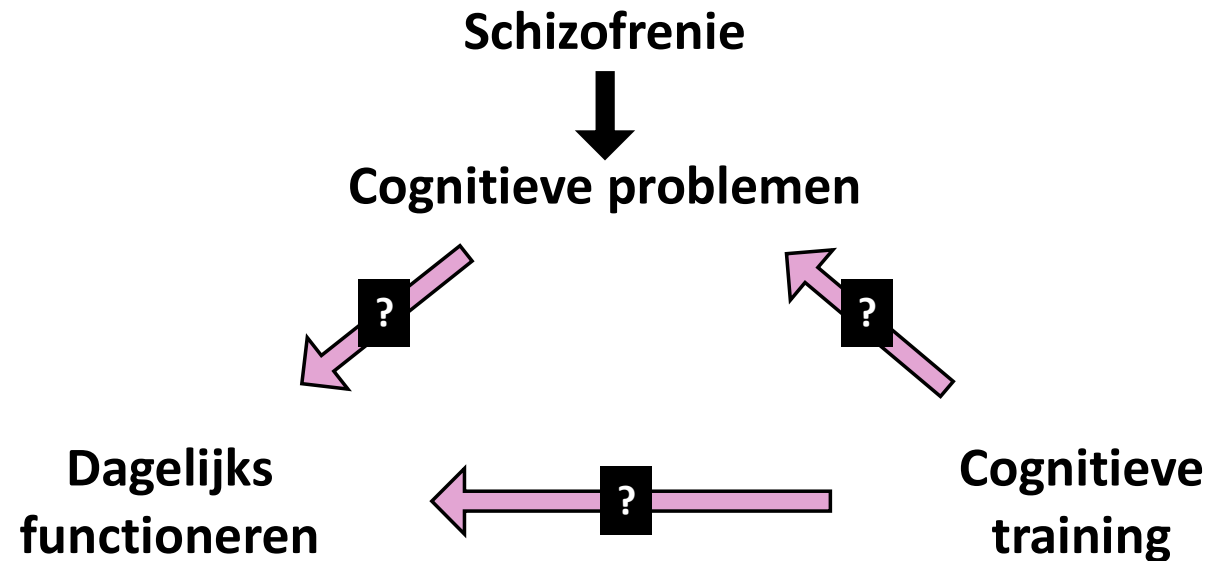 Schizofrenie
Cognitieve problemen
?
?
Dagelijks
functioneren
?
Cognitieve
training